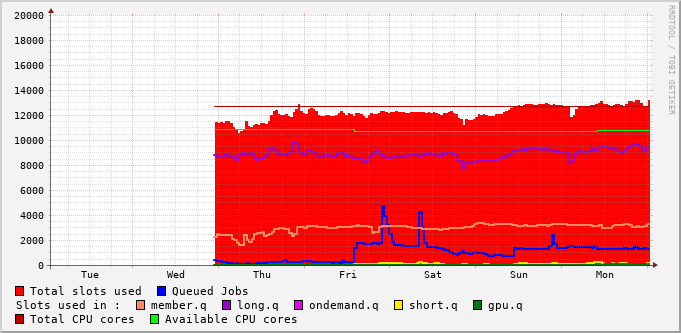 20000
18000
16000
14000
12000
10000
8000
6000
4000
2000
0
Tue Wed Thu Fri Sat Sun Mon
Total slots used Queued Jobs
Slots used in : member.q long.q ondemand.q short.q gpu.q
Total CPU cores Available CPU cores
RRDTOOL / TOBI OETIKER